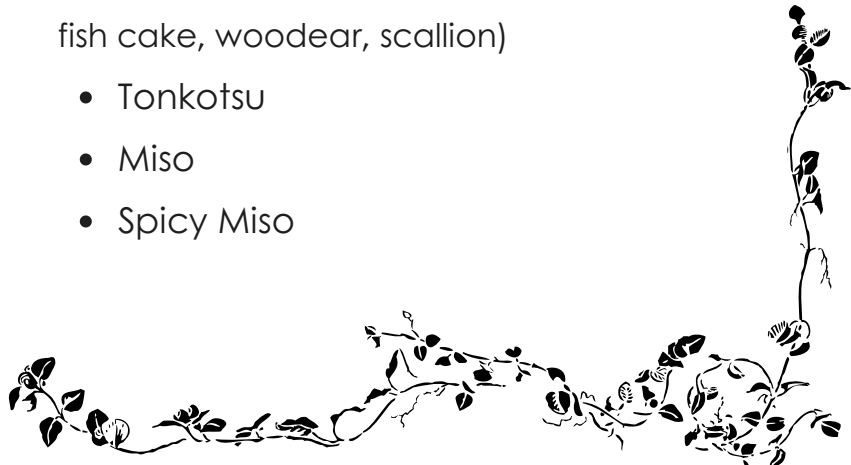 fish cake, woodear, scallion)
• Tonkotsu
• Miso
• Spicy Miso